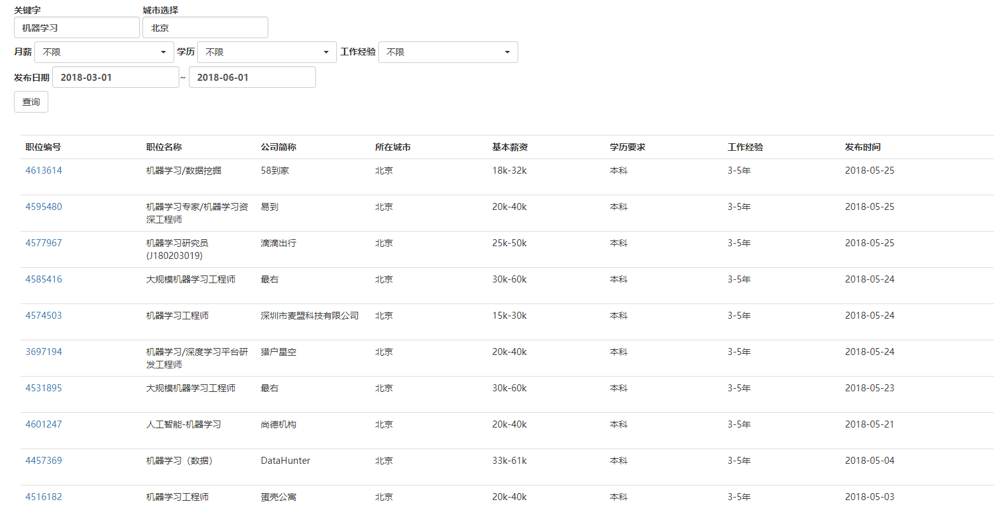 关键字 城市选择
机器学习 北京
月薪 不限 学历 不限 工作经验 不限
发布日期 2018-03-01 ~ 2018-06-01
查询
职位编号 职位名称 公司简称 所在城市 基本薪资 学历要求 工作经验 发布时间
4613614 机器学习/数据挖掘 58到家 北京 18k-32k 本科 3-5年 2018-05-25
4595480 机器学习专家/机器学习资 易到 北京 20k-40k 本科 3-5年 2018-05-25
深工程师
4577967 机器学习研究员 滴滴出行 北京 25k-50k 本科 3-5年 2018-05-25
(J180203019)
4585416 大规模机器学习工程师 最右 北京 30k-60k 本科 3-5年 2018-05-24
4574503 机器学习工程师 深圳市麦盟科技有限公司 北京 15k-30k 本科 3-5年 2018-05-24
3697194 机器学习/深度学习平台研 猎户星空 北京 20k-40k 本科 3-5年 2018-05-24
发工程师
4531895 大规模机器学习工程师 最右 北京 30k-60k 本科 3-5年 2018-05-23
4601247 人工智能-机器学习 尚德机构 北京 20k-40k 本科 3-5年 2018-05-21
4457369 机器学习（数据） DataHunter 北京 33k-61k 本科 3-5年 2018-05-04
4516182 机器学习工程师 蛋壳公寓 北京 20k-40k 本科 3-5年 2018-05-03